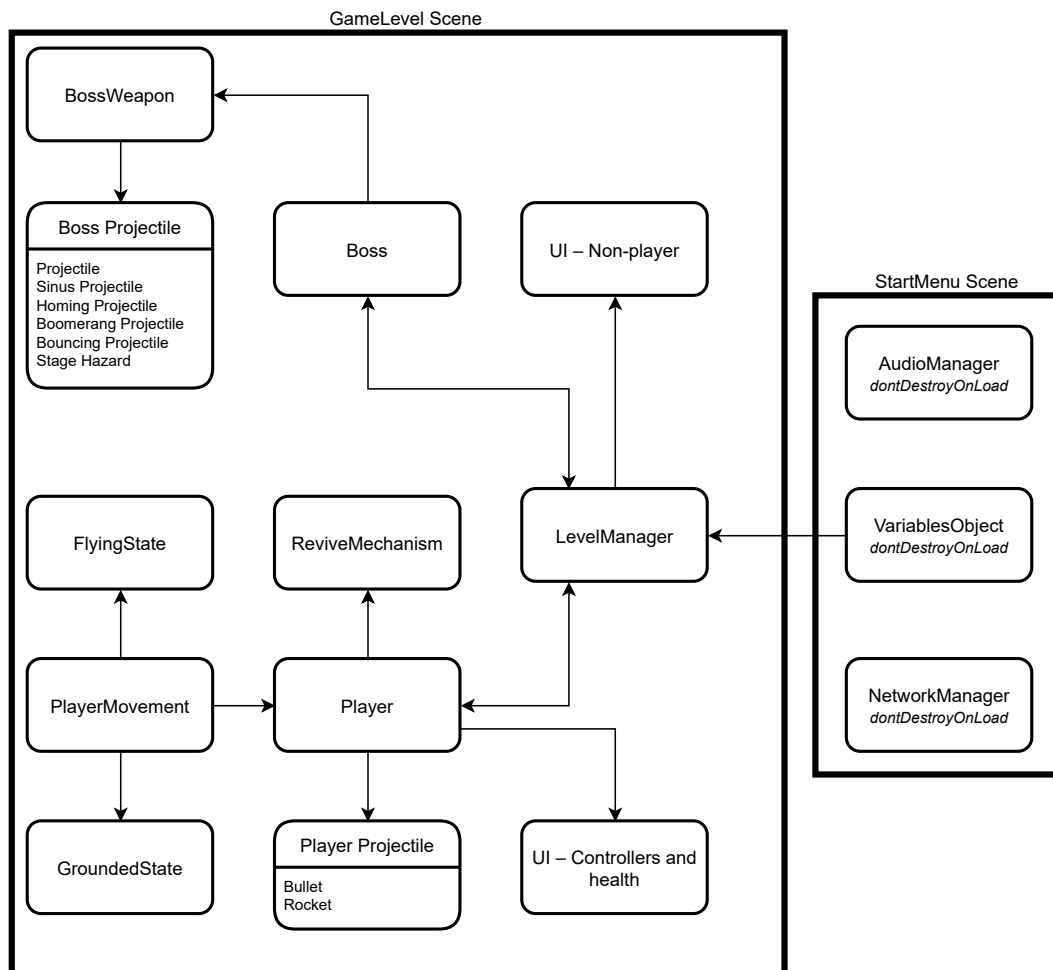 GameLevel Scene
BossWeapon
Boss Projectile
Projectile
Sinus Projectile
Homing Projectile
Boomerang Projectile
Bouncing Projectile
Stage Hazard
Boss
UI – Non-player
StartMenu Scene
AudioManager
dontDestroyOnLoad
FlyingState
ReviveMechanism
LevelManager
VariablesObject
dontDestroyOnLoad
PlayerMovement
Player
NetworkManager
dontDestroyOnLoad
GroundedState
Player Projectile
Bullet
Rocket
UI – Controllers and
health